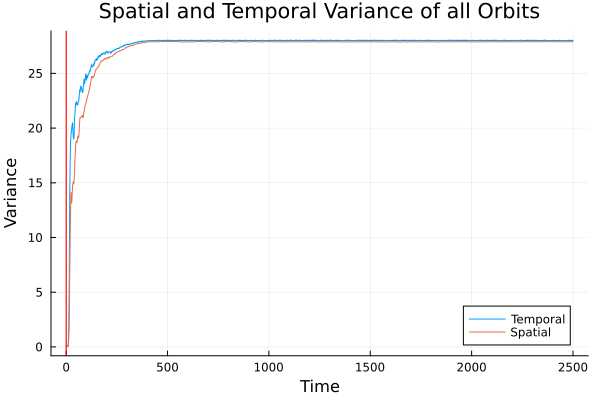 Spatial and Temporal Variance of all Orbits
Variance
25
20
15
10
5
0
Temporal
Spatial
0 500 1000 1500 2000 2500
Time